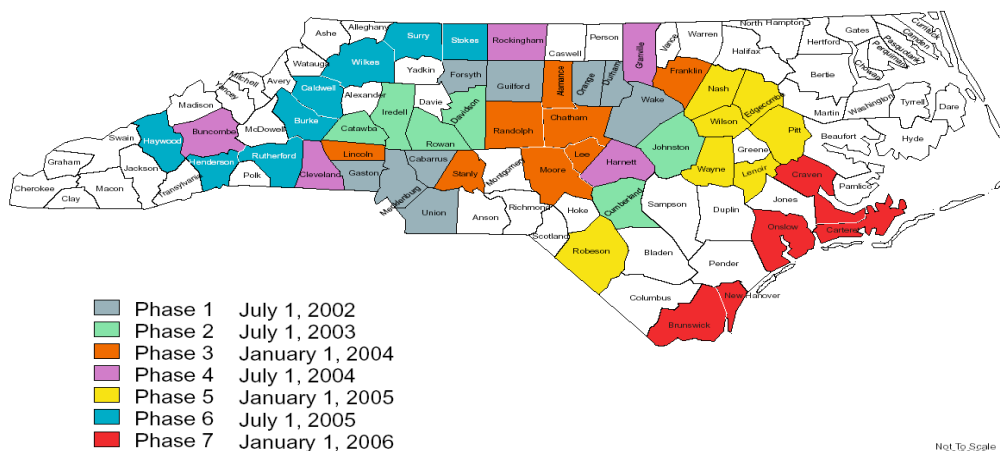 Ashe
Alleghany
Surry
Stokes
Rockingham
Caswell
Person
Granville
Vance
Warren
North Hampton
Gates
Currituck
Camden
Pasquotank
Perquimans
Chowan
Hertford
Halifax
Watauga
Wilkes
Yadkin
Forsyth
Guilford
Alamance
Orange
Durham
Franklin
Bertie
Mitchell
Avery
Yancey
Caldwell
Alexander
Iredell
Davie
Davidson
Wake
Nash
Edgecombe
Martin
Washington
Tyrrell
Dare
Madison
Burke
Catawba
Rowan
Randolph
Chatham
Wilson
Pitt
Beaufort
Hyde
Swain
Haywood
Buncombe
McDowell
Lincoln
Cabarrus
Stanly
Montgomery
Moore
Lee
Harnett
Johnston
Wayne
Greene
Lenoir
Craven
Pamlico
Graham
Jackson
Henderson
Rutherford
Polk
Cleveland
Gaston
Mecklenburg
Cherokee
Macon
Clay
Transylvania
Union
Anson
Richmond
Hoke
Scotland
Cumberland
Sampson
Duplin
Jones
Carteret
Onslow
Robeson
Bladen
Pender
Columbus
New Hanover
Brunswick
Phase 1 July 1, 2002
Phase 2 July 1, 2003
Phase 3 January 1, 2004
Phase 4 July 1, 2004
Phase 5 January 1, 2005
Phase 6 July 1, 2005
Phase 7 January 1, 2006
Not To Scale